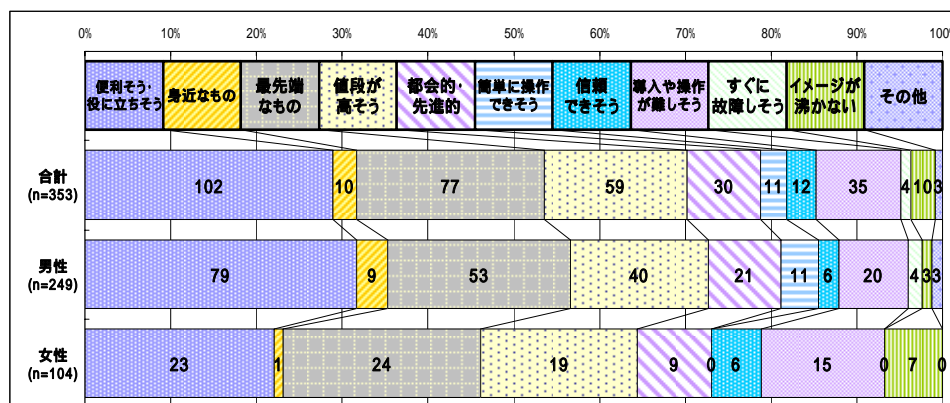 0% 10% 20% 30% 40% 50% 60% 70% 80% 90% 100%
便利そう・
役に立ちそう
身近なもの
最先端
なもの
値段が
高そう
都会的・
先進的
簡単に操作
できそう
信頼
できそう
導入や操作
が難しそう
すぐに
故障しそう
イメージが
沸かない
その他
合計
(n=353)
102 10 77 59 30 11 12 35 4 10 3
男性
(n=249)
79 9 53 40 21 11 6 20 4 3 3
女性
(n=104)
23 1 24 19 9 0 6 15 0 7 0